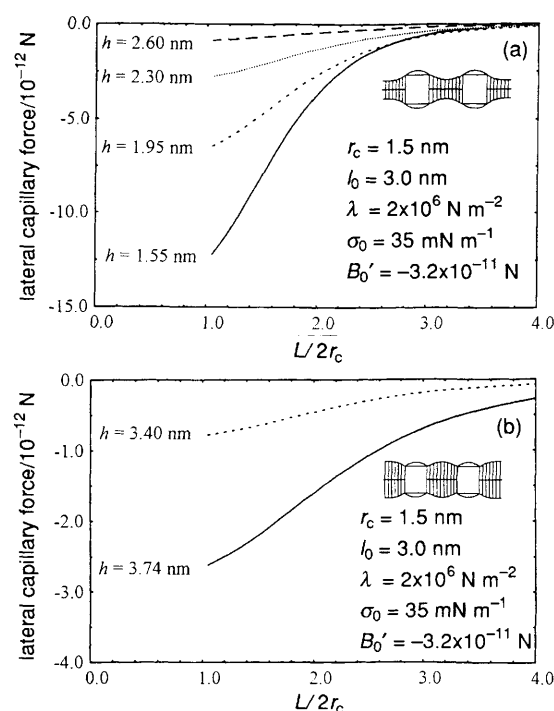 lateral capillary force/10⁻¹² N
0.0
-5.0
-10.0
-15.0
h = 2.60 nm
h = 2.30 nm
h = 1.95 nm
h = 1.55 nm
(a)
r_c = 1.5 nm
l_0 = 3.0 nm
λ = 2x10⁶ N m⁻²
σ_0 = 35 mN m⁻¹
B_0′ = −3.2x10⁻¹¹ N
0.0 1.0 2.0 3.0 4.0
L/2r_c
lateral capillary force/10⁻¹² N
0.0
-1.0
-2.0
-3.0
-4.0
h = 3.40 nm
h = 3.74 nm
(b)
r_c = 1.5 nm
l_0 = 3.0 nm
λ = 2x10⁶ N m⁻²
σ_0 = 35 mN m⁻¹
B_0′ = −3.2x10⁻¹¹ N
0.0 1.0 2.0 3.0 4.0
L/2r_c